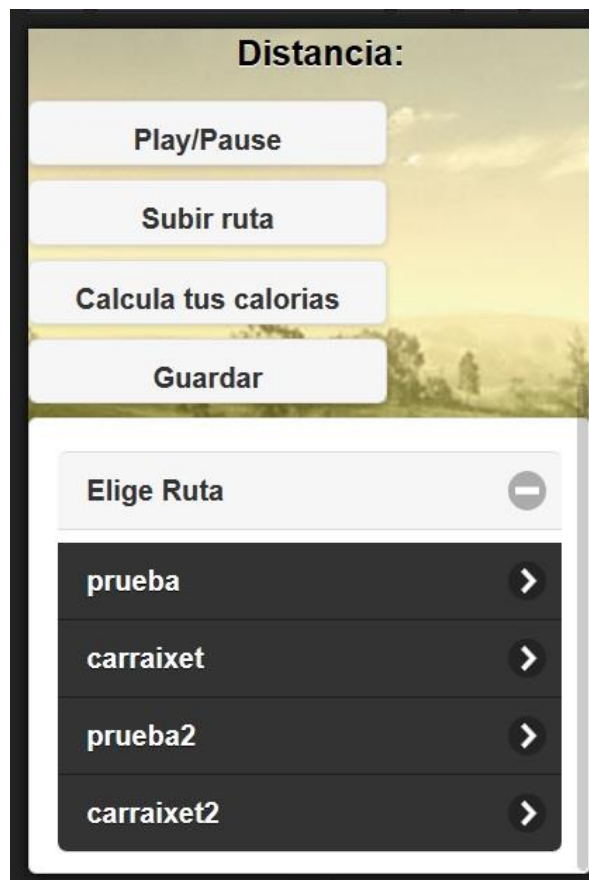 Distancia:
Play/Pause
Subir ruta
Calcula tus calorias
Guardar
Elige Ruta
prueba
carraixet
prueba2
carraixet2